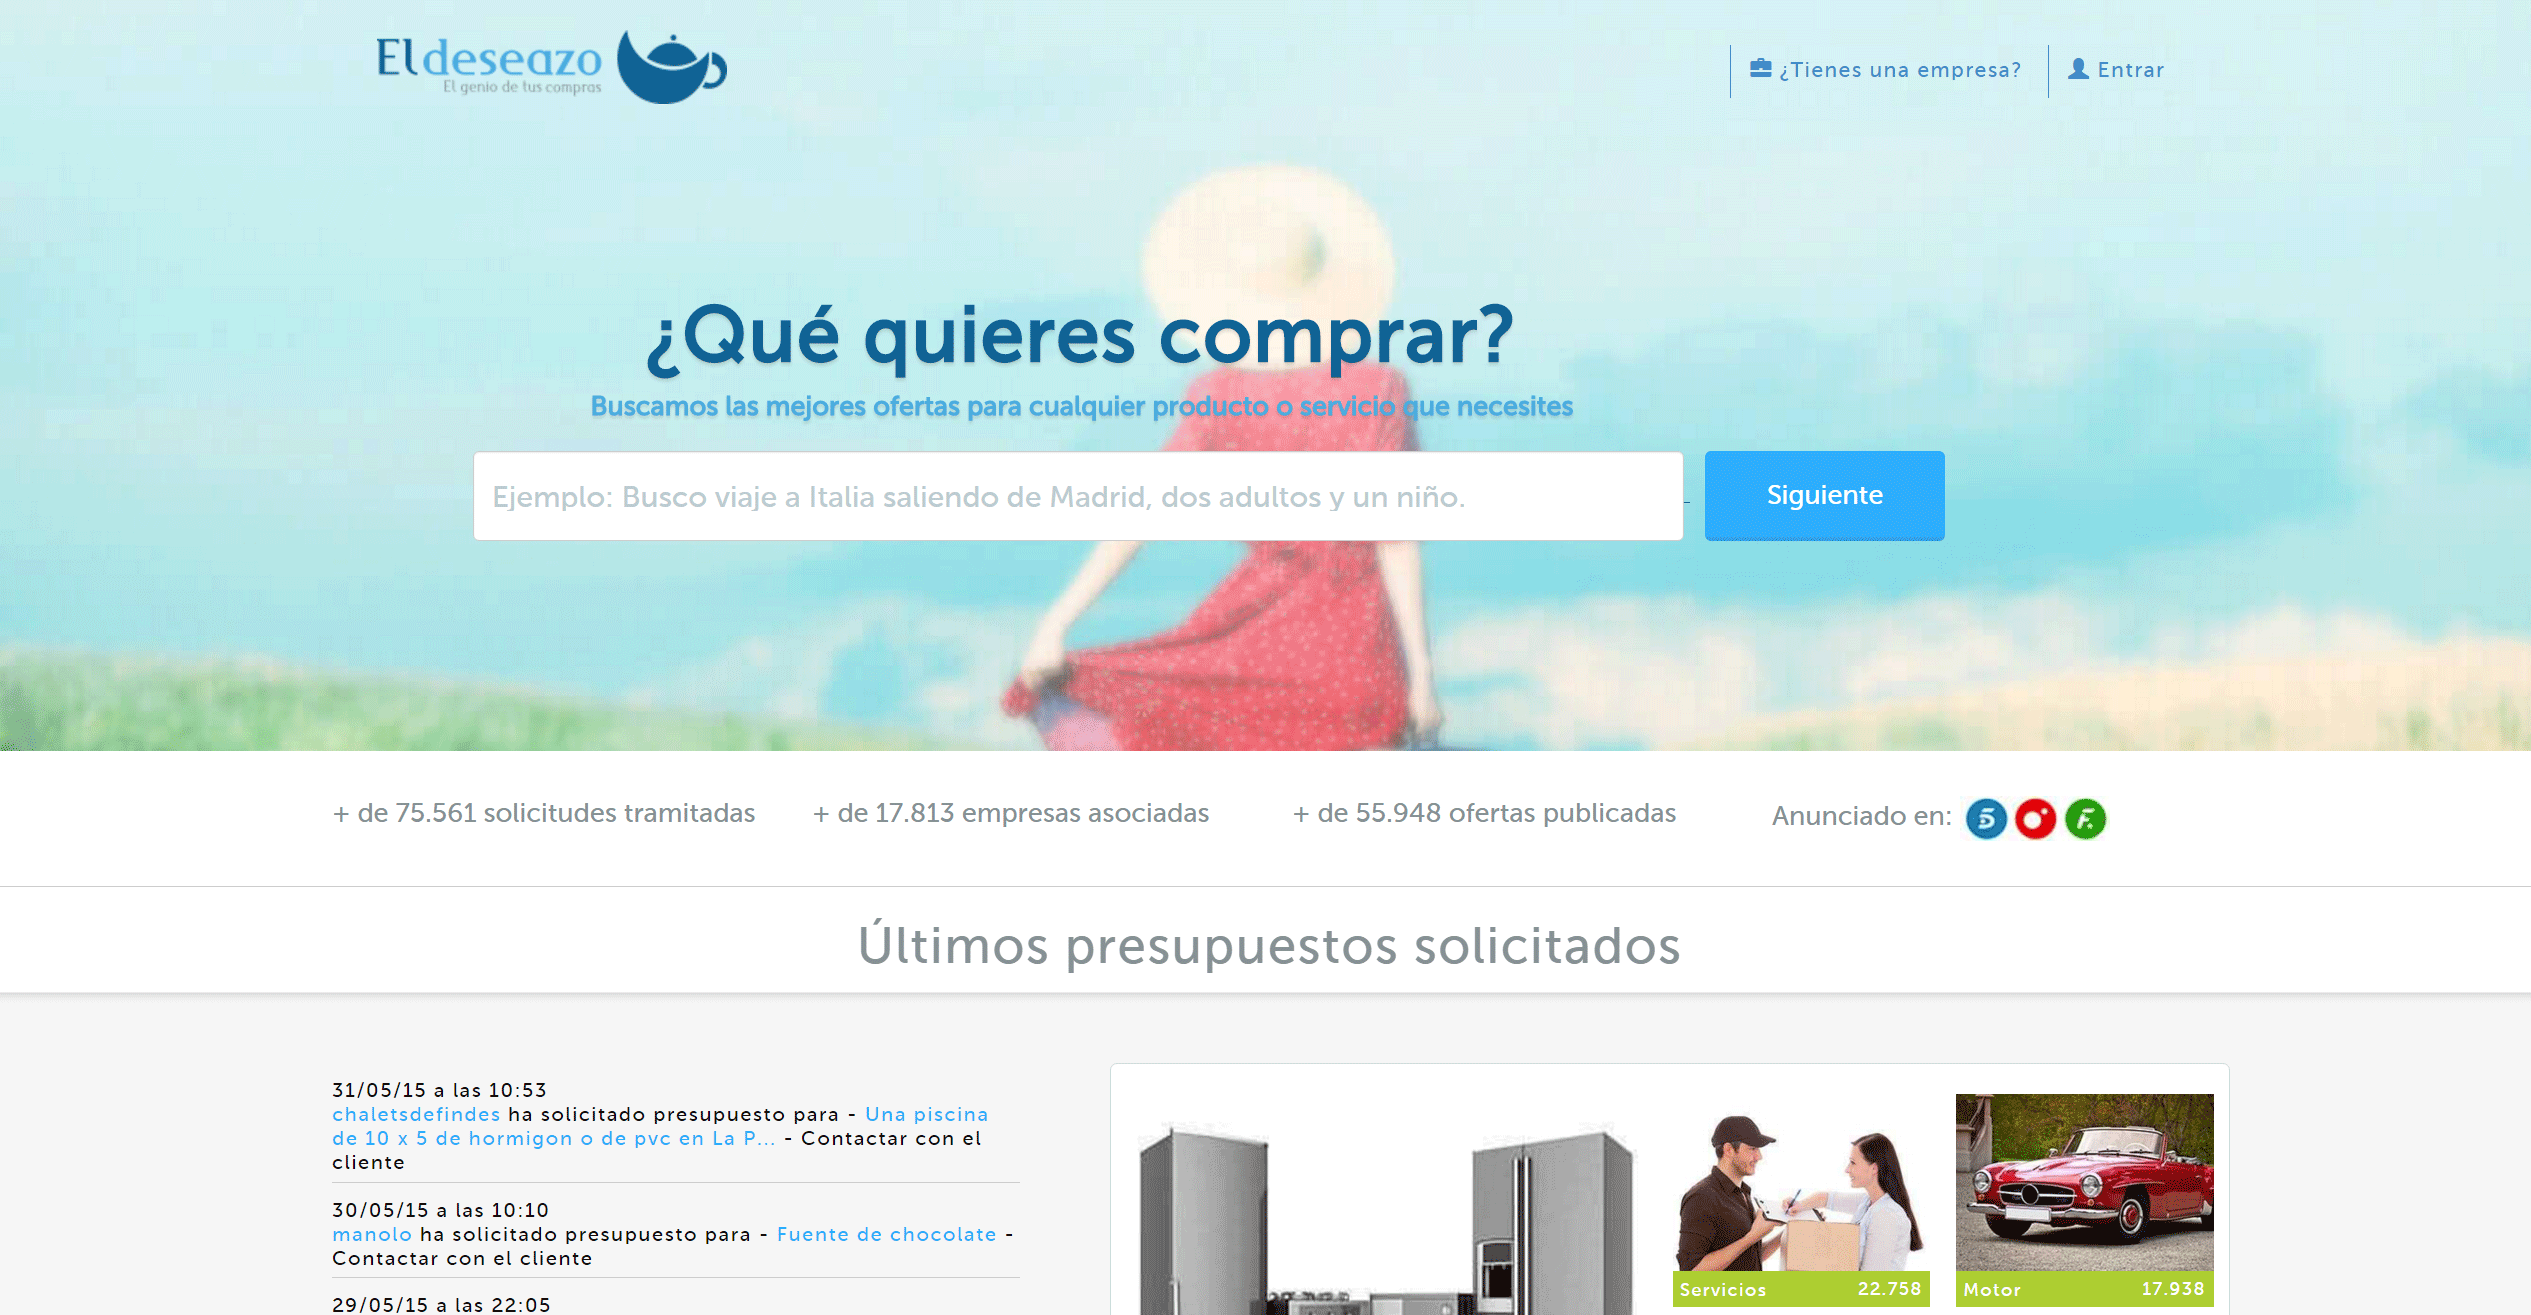 Eldeseazo
El genio de tus compras
¿Tienes una empresa?
Entrar
¿Qué quieres comprar?
Buscamos las mejores ofertas para cualquier producto o servicio que necesites
Ejemplo: Busco viaje a Italia saliendo de Madrid, dos adultos y un niño.
Siguiente
+ de 75.561 solicitudes tramitadas
+ de 17.813 empresas asociadas
+ de 55.948 ofertas publicadas
Anunciado en:
Últimos presupuestos solicitados
31/05/15 a las 10:53
chaletsdefindes ha solicitado presupuesto para - Una piscina
de 10 x 5 de hormigon o de pvc en La P... - Contactar con el
cliente
30/05/15 a las 10:10
manolo ha solicitado presupuesto para - Fuente de chocolate -
Contactar con el cliente
29/05/15 a las 22:05
Servicios 22.758
Motor 17.938